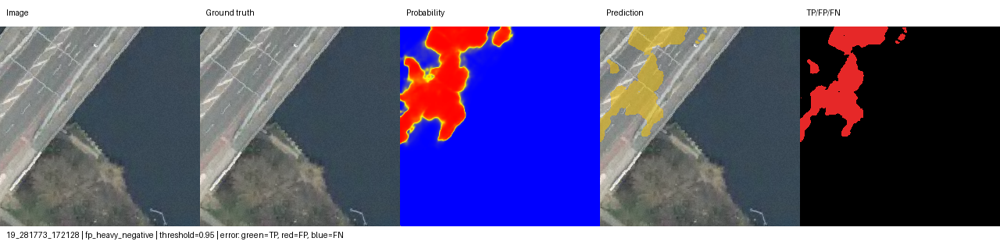 Image
Ground truth
Probability
Prediction
TP/FP/FN
19_281773_172128 | fp_heavy_negative | threshold=0.95 | error: green=TP, red=FP, blue=FN